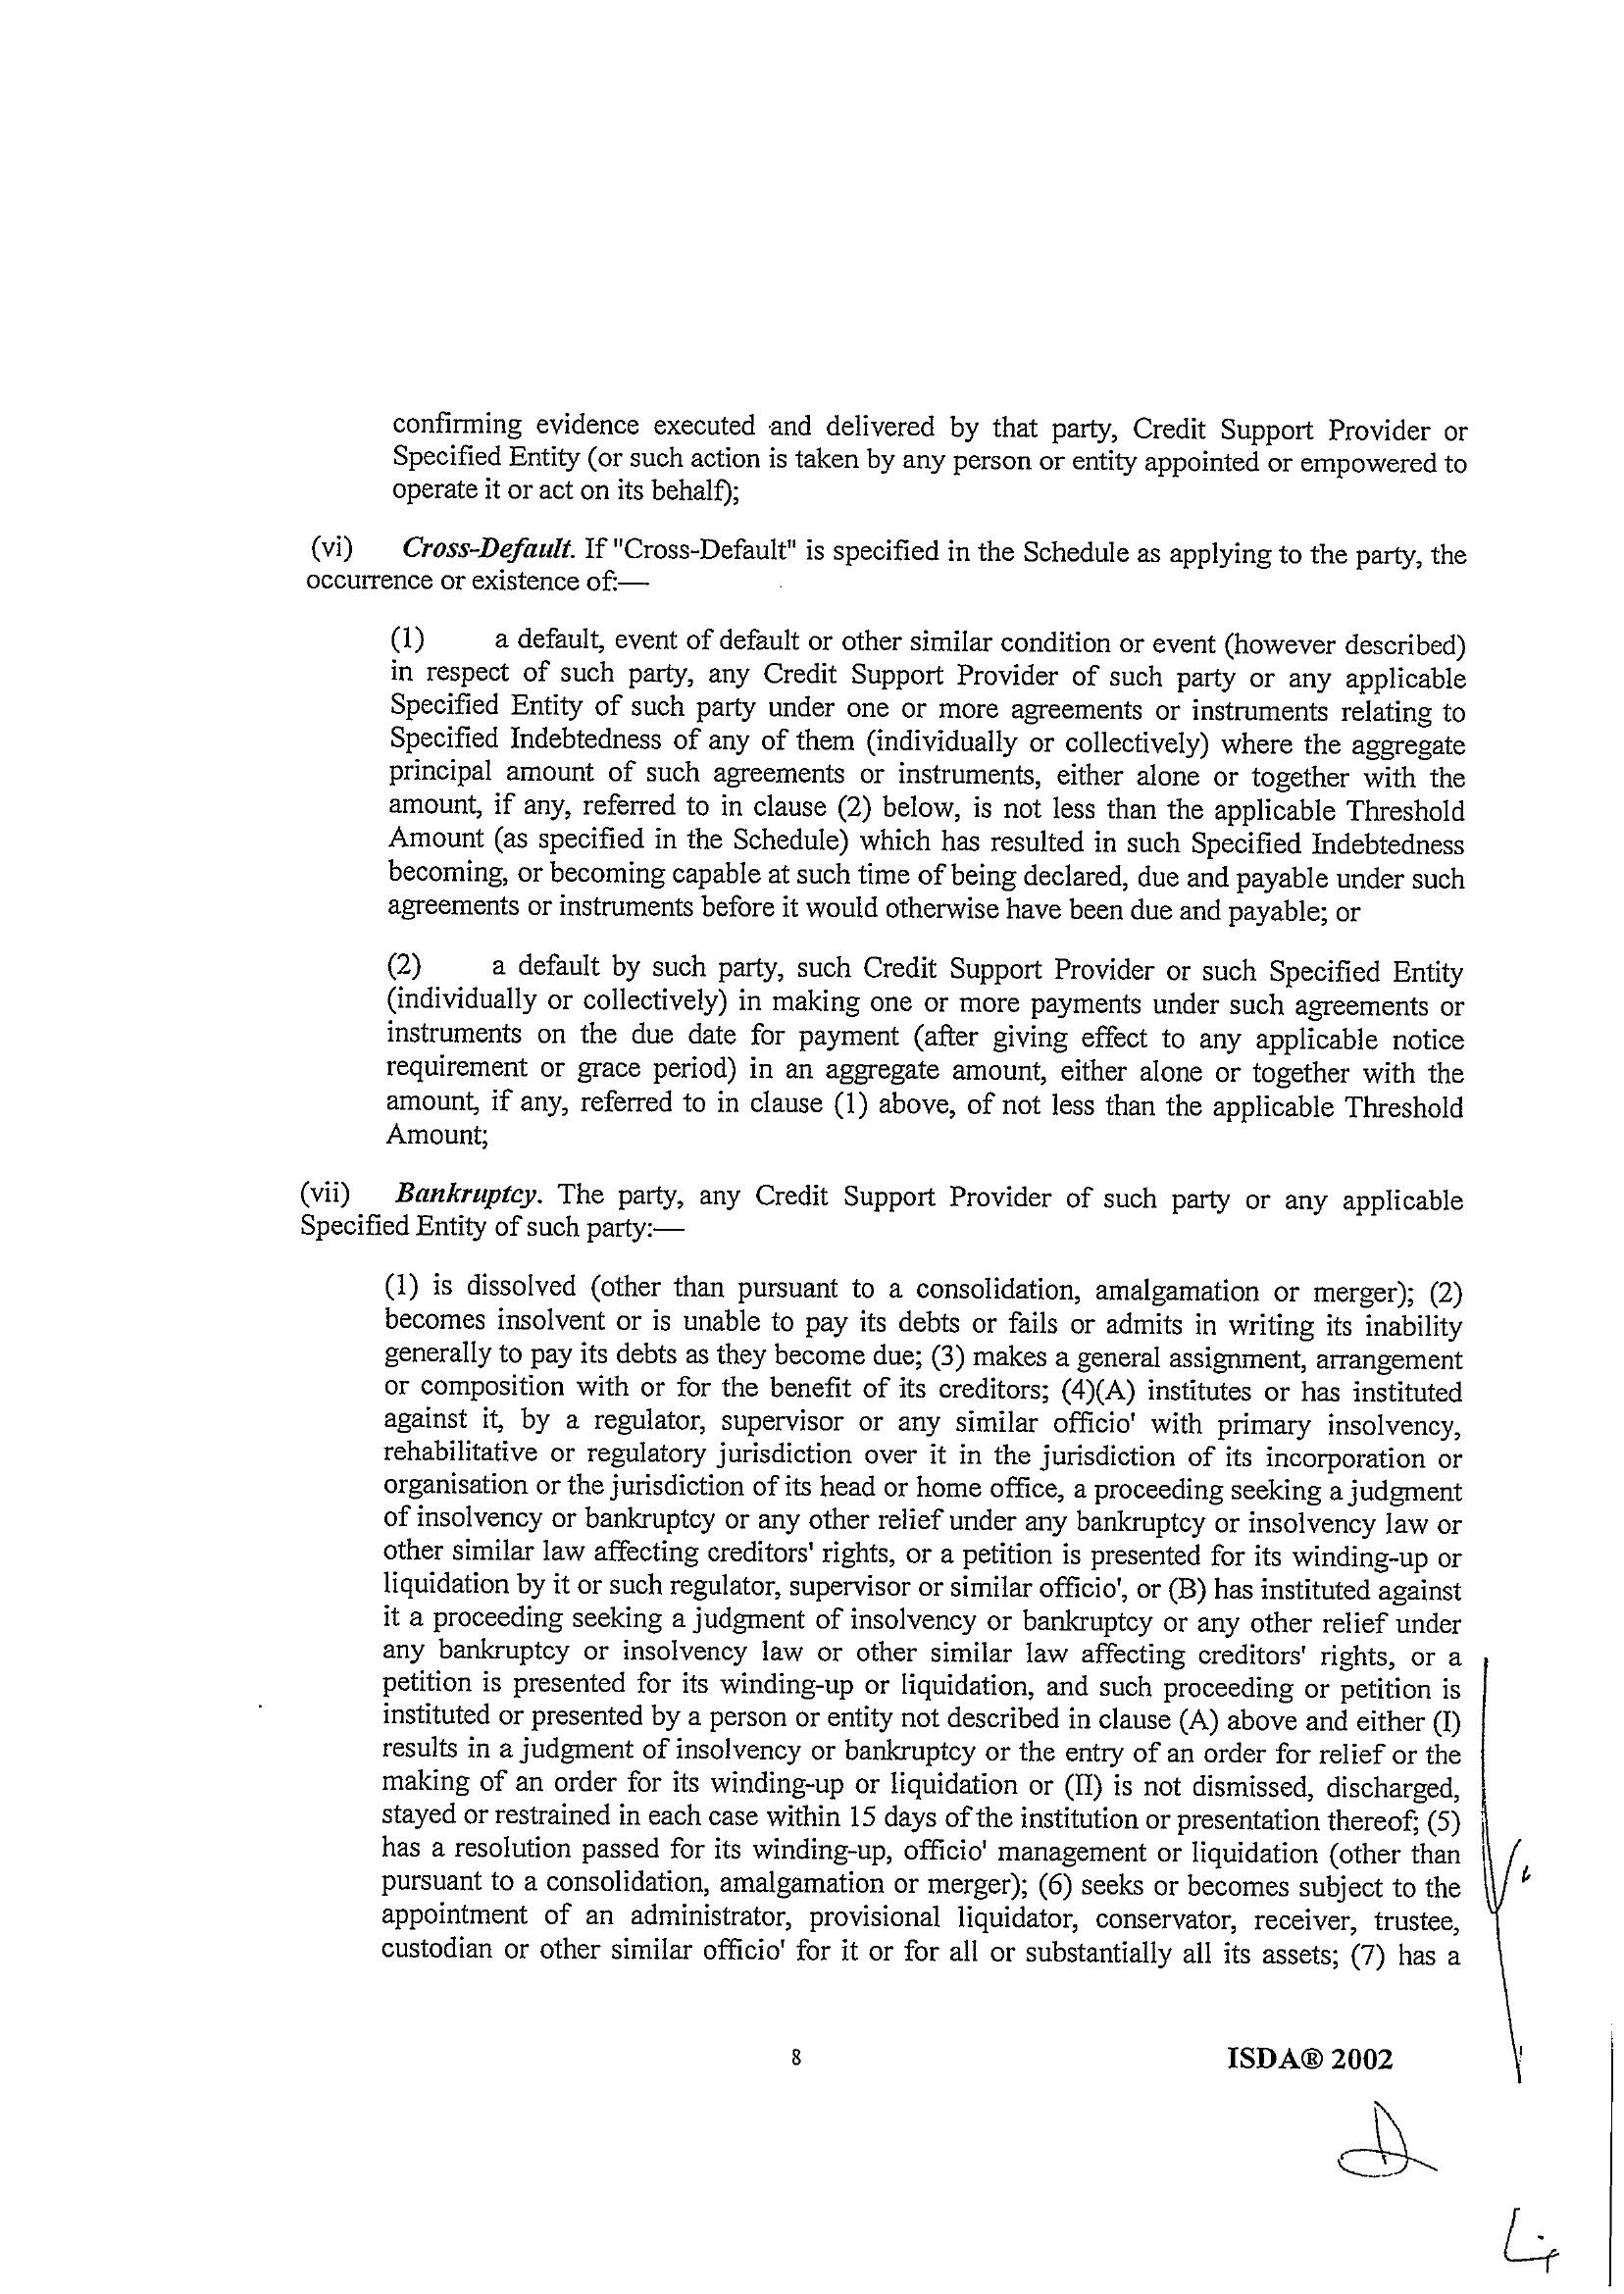 confirming evidence executed and delivered by that party, Credit Support Provider or
Specified Entity (or such action is taken by any person or entity appointed or empowered to
operate it or act on its behalf);
(vi) Cross-Default. If "Cross-Default" is specified in the Schedule as applying to the party, the
occurrence or existence of:—
(1) a default, event of default or other similar condition or event (however described)
in respect of such party, any Credit Support Provider of such party or any applicable
Specified Entity of such party under one or more agreements or instruments relating to
Specified Indebtedness of any of them (individually or collectively) where the aggregate
principal amount of such agreements or instruments, either alone or together with the
amount, if any, referred to in clause (2) below, is not less than the applicable Threshold
Amount (as specified in the Schedule) which has resulted in such Specified Indebtedness
becoming, or becoming capable at such time of being declared, due and payable under such
agreements or instruments before it would otherwise have been due and payable; or
(2) a default by such party, such Credit Support Provider or such Specified Entity
(individually or collectively) in making one or more payments under such agreements or
instruments on the due date for payment (after giving effect to any applicable notice
requirement or grace period) in an aggregate amount, either alone or together with the
amount, if any, referred to in clause (1) above, of not less than the applicable Threshold
Amount;
(vii) Bankruptcy. The party, any Credit Support Provider of such party or any applicable
Specified Entity of such party:—
(1) is dissolved (other than pursuant to a consolidation, amalgamation or merger); (2)
becomes insolvent or is unable to pay its debts or fails or admits in writing its inability
generally to pay its debts as they become due; (3) makes a general assignment, arrangement
or composition with or for the benefit of its creditors; (4)(A) institutes or has instituted
against it, by a regulator, supervisor or any similar officio' with primary insolvency,
rehabilitative or regulatory jurisdiction over it in the jurisdiction of its incorporation or
organisation or the jurisdiction of its head or home office, a proceeding seeking a judgment
of insolvency or bankruptcy or any other relief under any bankruptcy or insolvency law or
other similar law affecting creditors' rights, or a petition is presented for its winding-up or
liquidation by it or such regulator, supervisor or similar officio', or (B) has instituted against
it a proceeding seeking a judgment of insolvency or bankruptcy or any other relief under
any bankruptcy or insolvency law or other similar law affecting creditors' rights, or a
petition is presented for its winding-up or liquidation, and such proceeding or petition is
instituted or presented by a person or entity not described in clause (A) above and either (I)
results in a judgment of insolvency or bankruptcy or the entry of an order for relief or the
making of an order for its winding-up or liquidation or (II) is not dismissed, discharged,
stayed or restrained in each case within 15 days of the institution or presentation thereof; (5)
has a resolution passed for its winding-up, officio' management or liquidation (other than
pursuant to a consolidation, amalgamation or merger); (6) seeks or becomes subject to the
appointment of an administrator, provisional liquidator, conservator, receiver, trustee,
custodian or other similar officio' for it or for all or substantially all its assets; (7) has a
8
ISDA® 2002